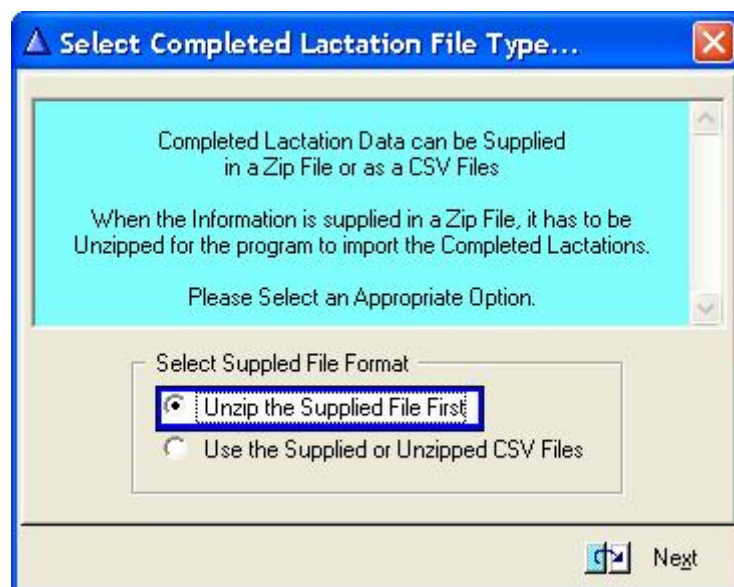 Select Completed Lactation File Type...
Completed Lactation Data can be Supplied
in a Zip File or as a CSV Files
When the Information is supplied in a Zip File, it has to be
Unzipped for the program to import the Completed Lactations.
Please Select an Appropriate Option.
Select Suppled File Format
Unzip the Supplied File First
Use the Supplied or Unzipped CSV Files
Next